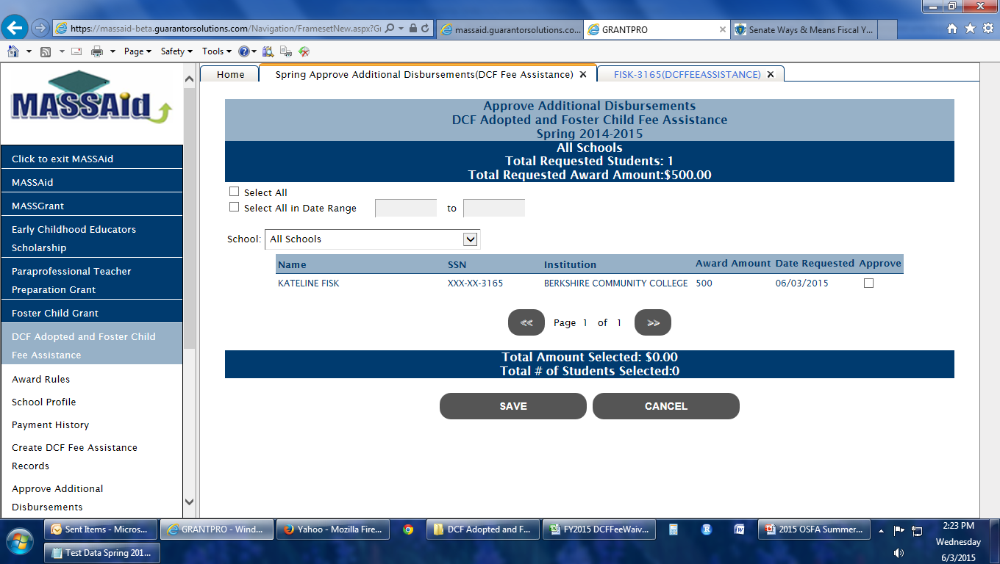 https://massaid-beta.guarantorsolutions.com/Navigation/FramesetNew.aspx?Gu
massaid.guarantorsolutions.co...
GRANTPRO
Senate Ways & Means Fiscal Y...
Page
Safety
Tools
Home
Spring Approve Additional Disbursements(DCF Fee Assistance)
FISK-3165(DCFFEEASSISTANCE)
MASSAid
Click to exit MASSAid
MASSAid
MASSGrant
Early Childhood Educators
Scholarship
Paraprofessional Teacher
Preparation Grant
Foster Child Grant
DCF Adopted and Foster Child
Fee Assistance
Award Rules
School Profile
Payment History
Create DCF Fee Assistance
Records
Approve Additional
Disbursements
Approve Additional Disbursements
DCF Adopted and Foster Child Fee Assistance
Spring 2014-2015
All Schools
Total Requested Students: 1
Total Requested Award Amount:$500.00
Select All
Select All in Date Range to
School: All Schools
Name SSN Institution Award Amount Date Requested Approve
KATELINE FISK XXX-XX-3165 BERKSHIRE COMMUNITY COLLEGE 500 06/03/2015
<< Page 1 of 1 >>
Total Amount Selected: $0.00
Total # of Students Selected:0
SAVE CANCEL
Sent Items - Micros...
GRANTPRO - Wind...
Yahoo - Mozilla Fire...
DCF Adopted and F...
FY2015 DCFFeeWaiv...
2015 OSFA Summer...
Test Data Spring 201...
2:23 PM
Wednesday
6/3/2015